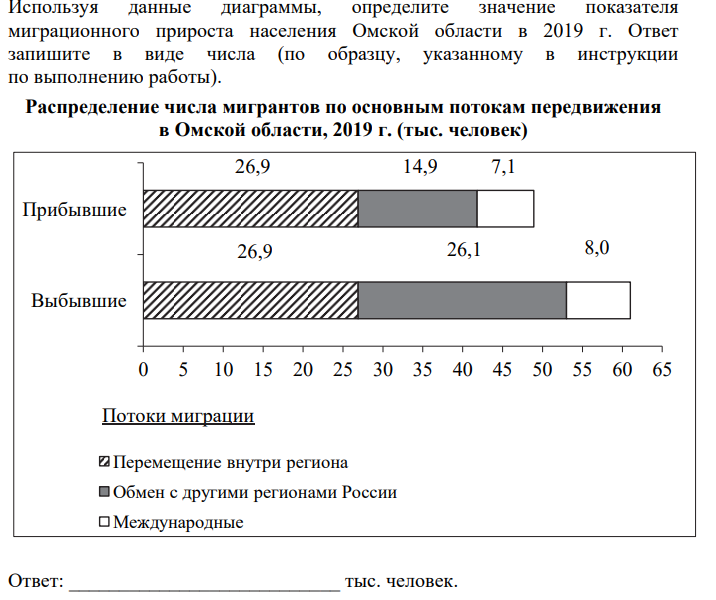 Используя данные диаграммы, определите значение показателя
миграционного прироста населения Омской области в 2019 г. Ответ
запишите в виде числа (по образцу, указанному в инструкции
по выполнению работы).
Распределение числа мигрантов по основным потокам передвижения
в Омской области, 2019 г. (тыс. человек)
26,9 14,9 7,1
Прибывшие
26,9 26,1 8,0
Выбывшие
0 5 10 15 20 25 30 35 40 45 50 55 60 65
Потоки миграции
Перемещение внутри региона
Обмен с другими регионами России
Международные
Ответ: ____________________________ тыс. человек.